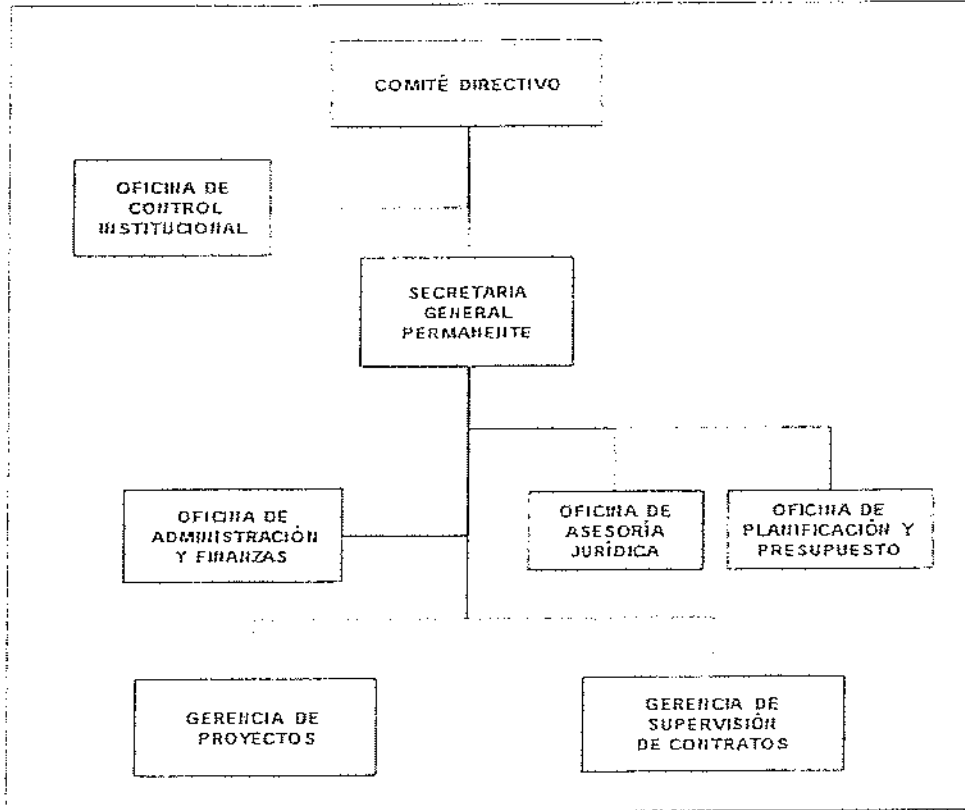 COMITÉ DIRECTIVO
OFICINA DE
CONTROL
INSTITUCIONAL
SECRETARIA
GENERAL
PERMANENTE
OFICINA DE
ADMINISTRACIÓN
Y FINANZAS
OFICINA DE
ASESORÍA
JURÍDICA
OFICINA DE
PLANIFICACIÓN Y
PRESUPUESTO
GERENCIA DE
PROYECTOS
GERENCIA DE
SUPERVISIÓN
DE CONTRATOS